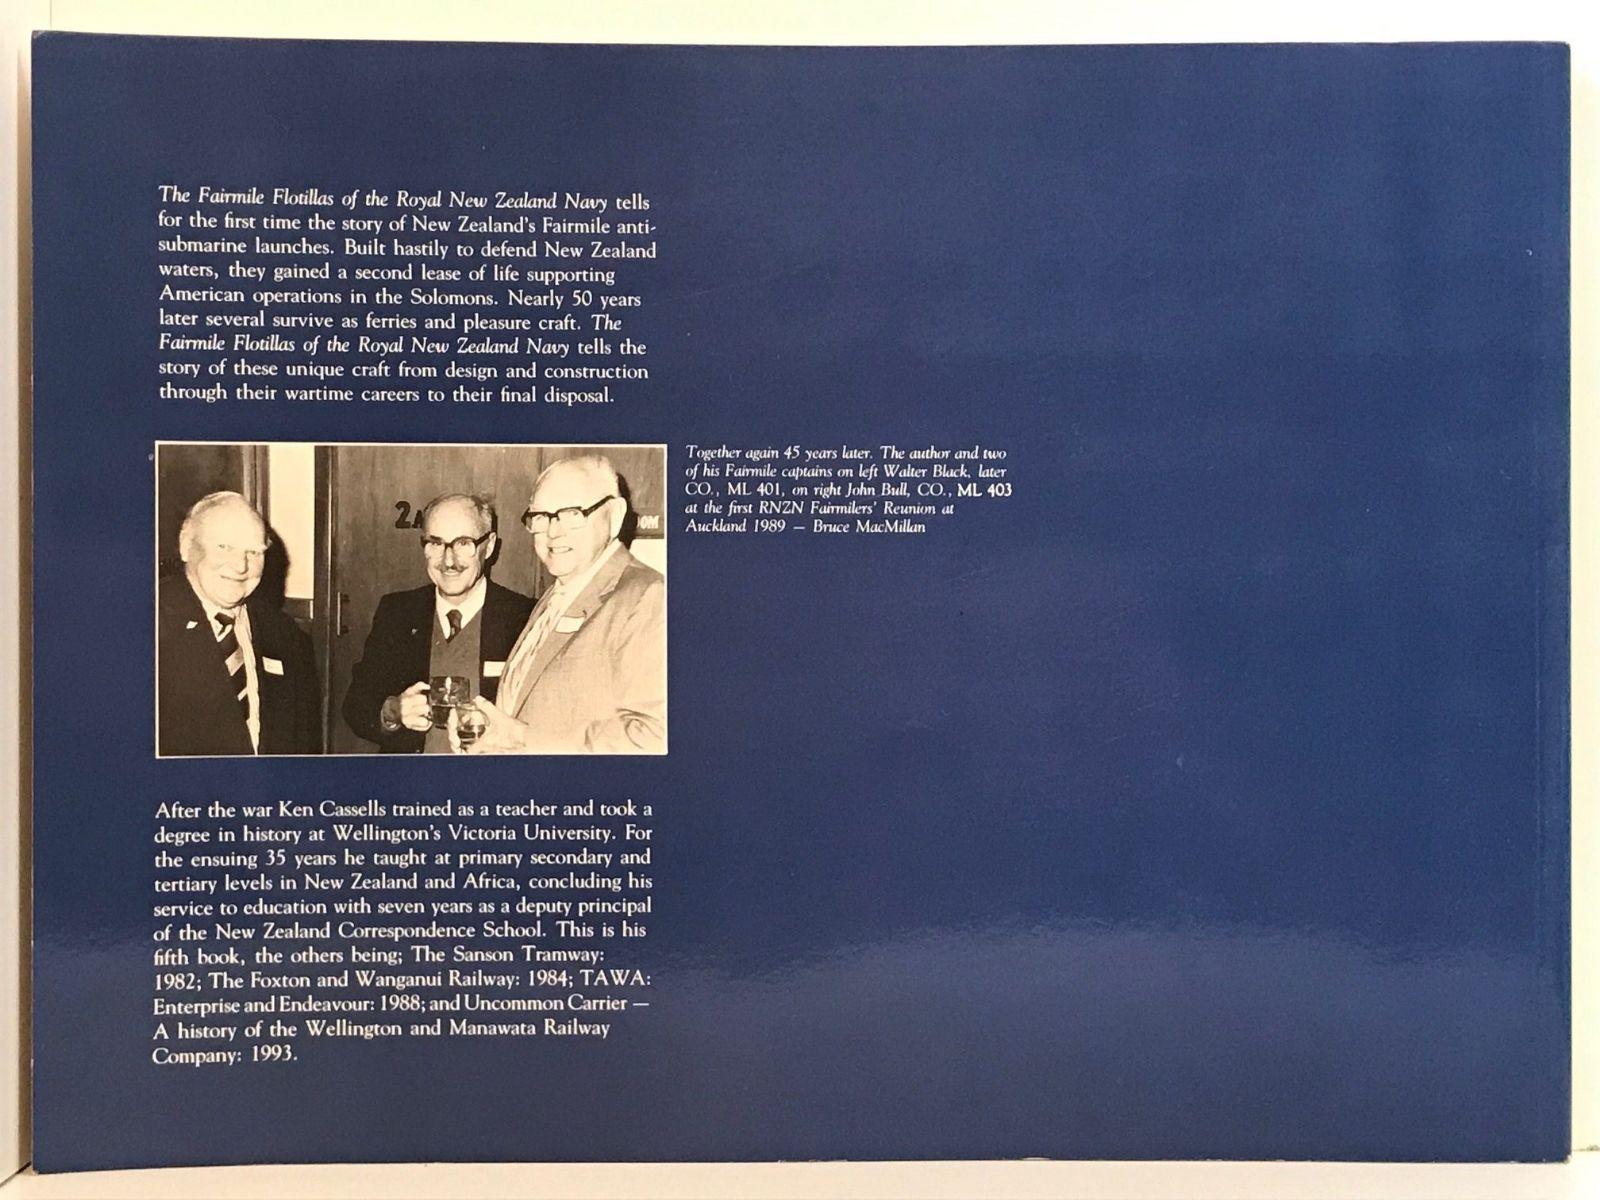 The Fairmile Flotillas of the Royal New Zealand Navy tells
for the first time the story of New Zealand's Fairmile anti-
submarine launches. Built hastily to defend New Zealand
waters, they gained a second lease of life supporting
American operations in the Solomons. Nearly 50 years
later several survive as ferries and pleasure craft. The
Fairmile Flotillas of the Royal New Zealand Navy tells the
story of these unique craft from design and construction
through their wartime careers to their final disposal.
2A
OM
Together again 45 years later. The author and two
of his Fairmile captains on left Walter Black, later
CO., ML 401, on right John Bull, CO., ML 403
at the first RNZN Fairmilers' Reunion at
Auckland 1989 — Bruce MacMillan
After the war Ken Cassells trained as a teacher and took a
degree in history at Wellington's Victoria University. For
the ensuing 35 years he taught at primary secondary and
tertiary levels in New Zealand and Africa, concluding his
service to education with seven years as a deputy principal
of the New Zealand Correspondence School. This is his
fifth book, the others being; The Sanson Tramway:
1982; The Foxton and Wanganui Railway: 1984; TAWA:
Enterprise and Endeavour: 1988; and Uncommon Carrier —
A history of the Wellington and Manawata Railway
Company: 1993.